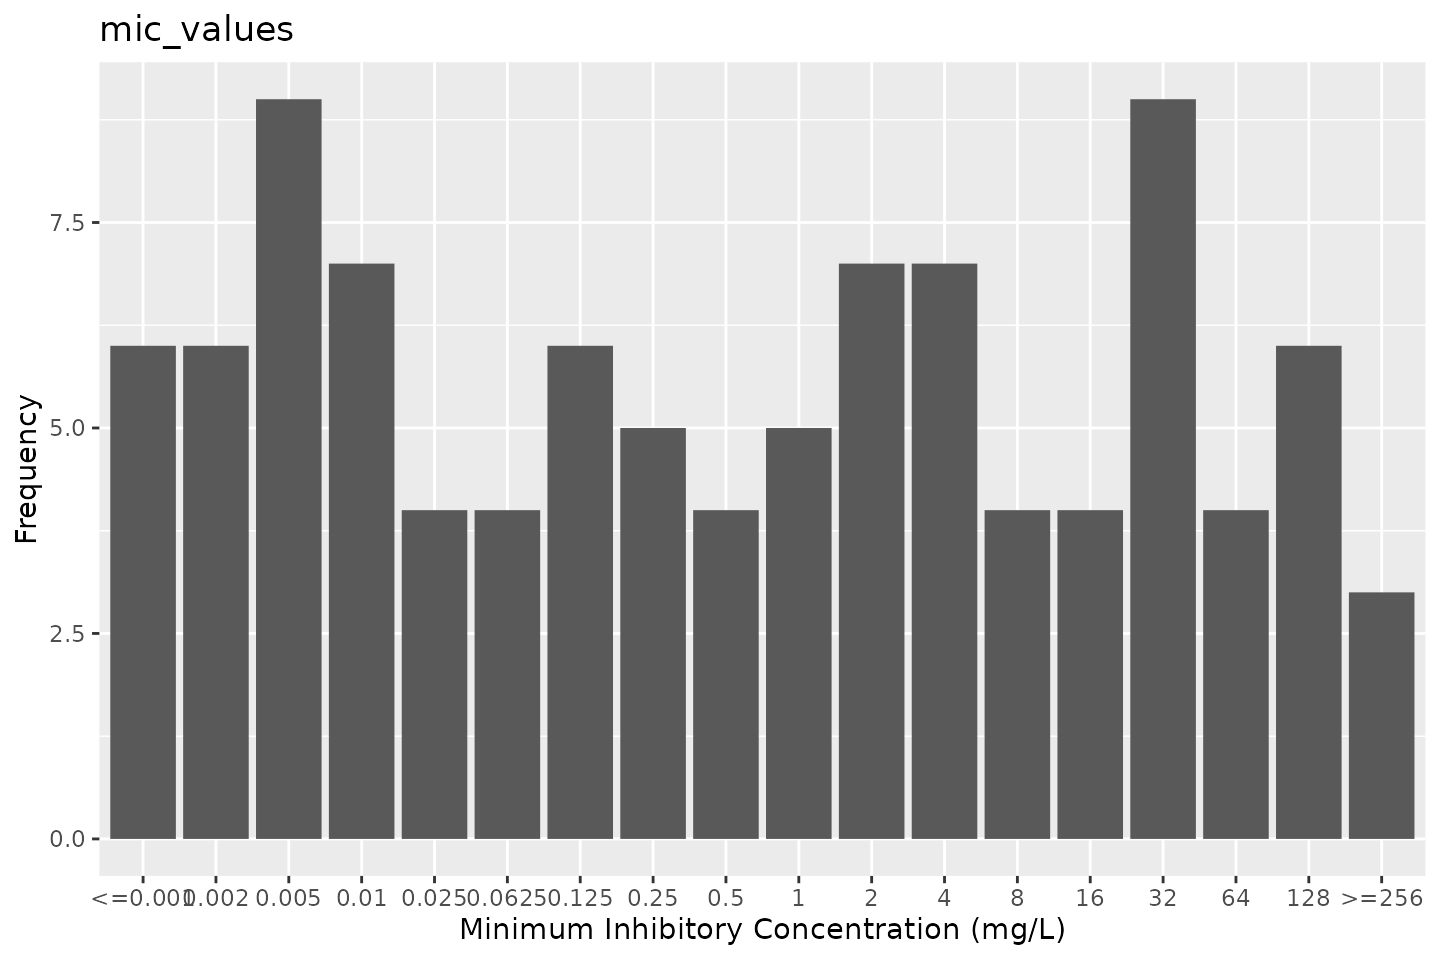 mic_values
Frequency
7.5
5.0
2.5
0.0
<=0.001 0.002 0.005 0.01 0.025 0.0625 0.125 0.25 0.5 1 2 4 8 16 32 64 128 >=256
Minimum Inhibitory Concentration (mg/L)